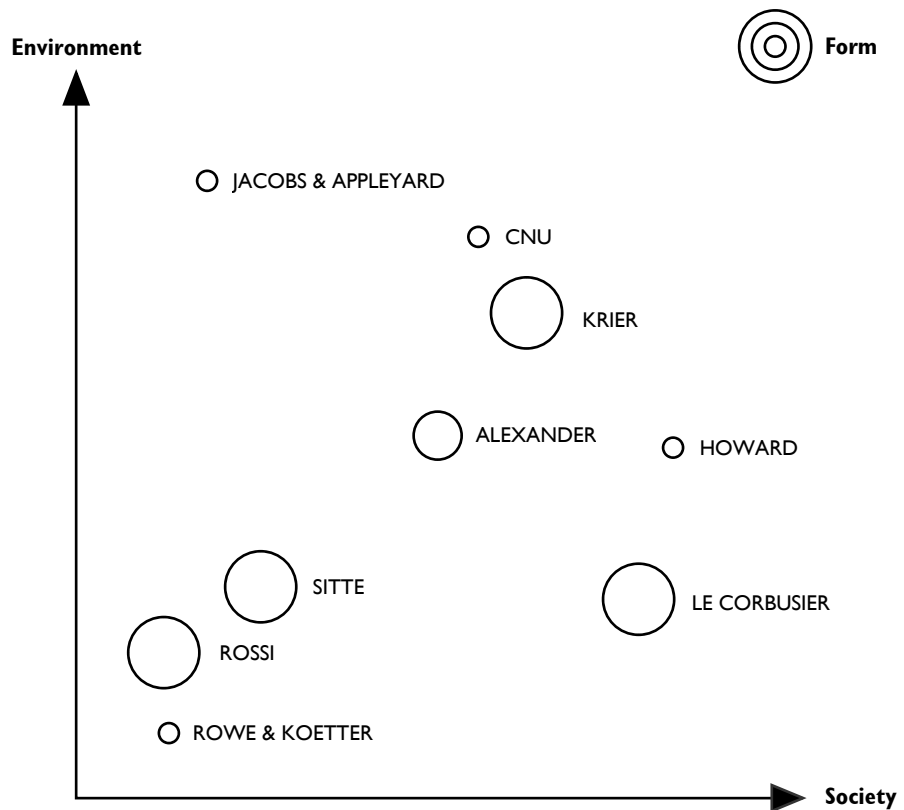 Environment
Form
JACOBS & APPLEYARD
CNU
KRIER
ALEXANDER
HOWARD
SITTE
LE CORBUSIER
ROSSI
ROWE & KOETTER
Society